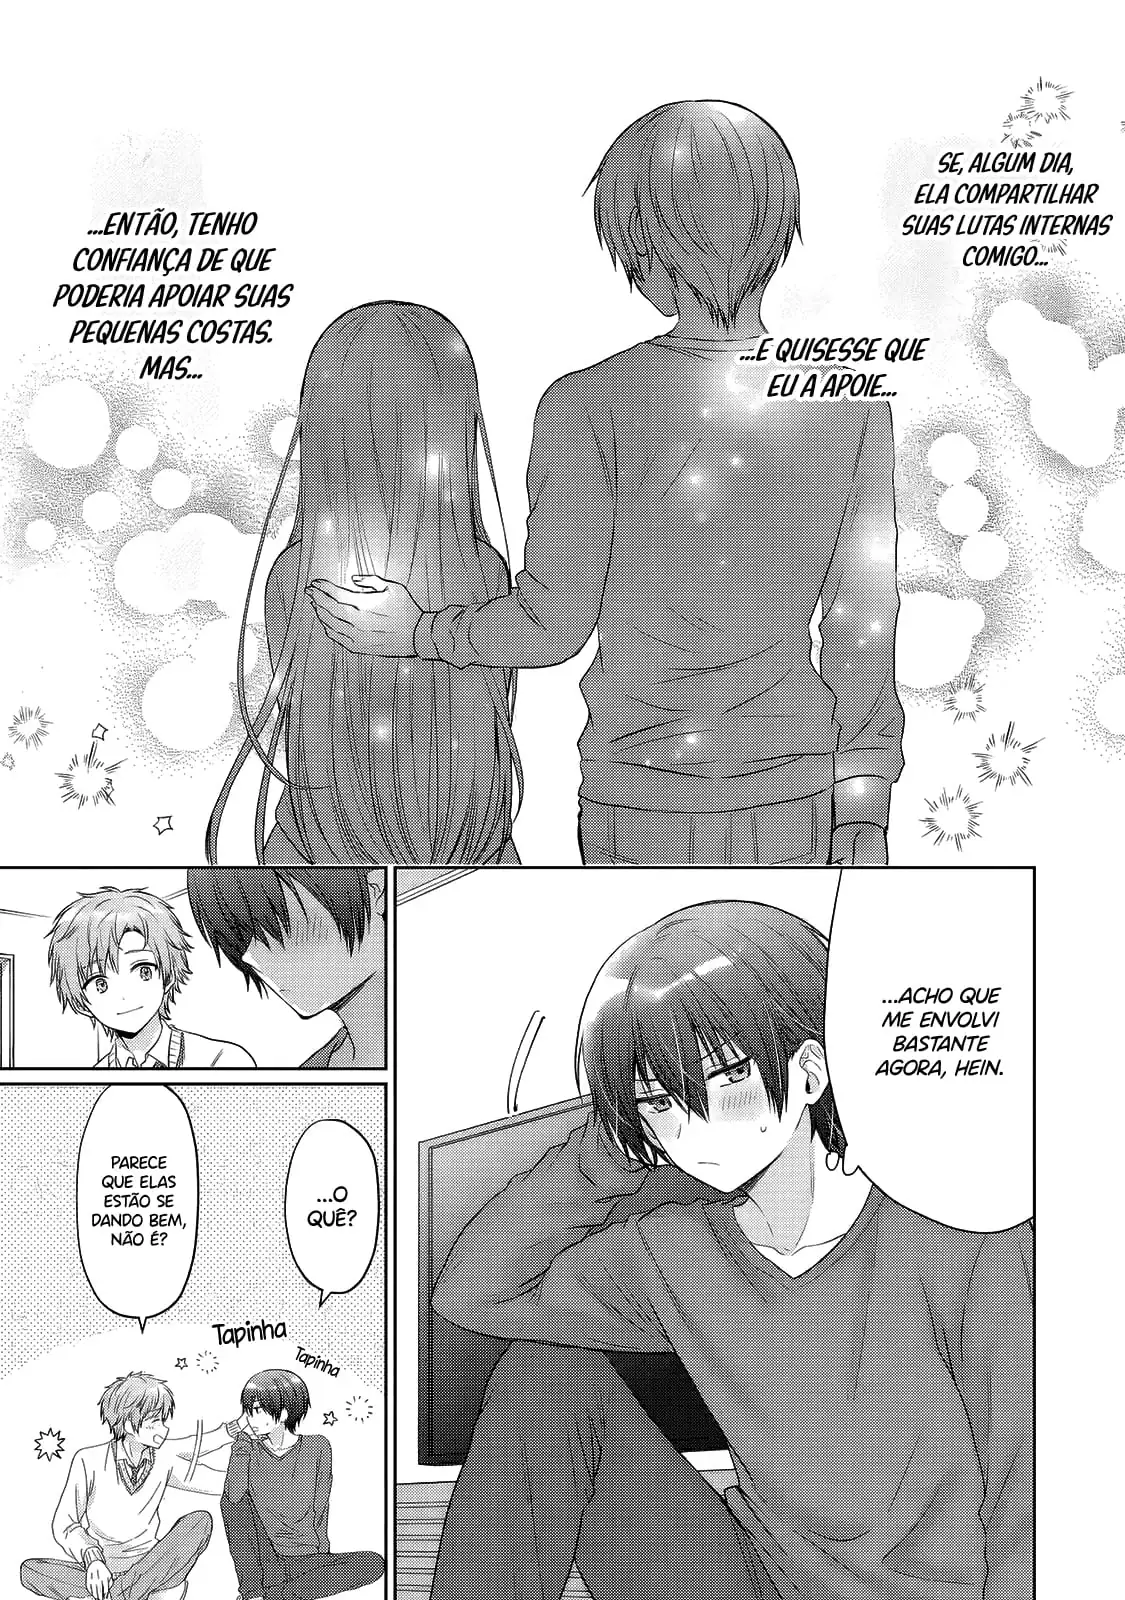 SE, ALGUM DIA,
ELA COMPARTILHAR
SUAS LUTAS INTERNAS
COMIGO...
...E QUISESSE QUE
EU A APOIE...
...ENTÃO, TENHO
CONFIANÇA DE QUE
PODERIA APOIAR SUAS
PEQUENAS COSTAS.
MAS...
...ACHO QUE
ME ENVOLVI
BASTANTE
AGORA, HEIN.
...O
QUÊ?
PARECE
QUE ELAS
ESTÃO SE
DANDO BEM,
NÃO É?
Tapinha
Tapinha